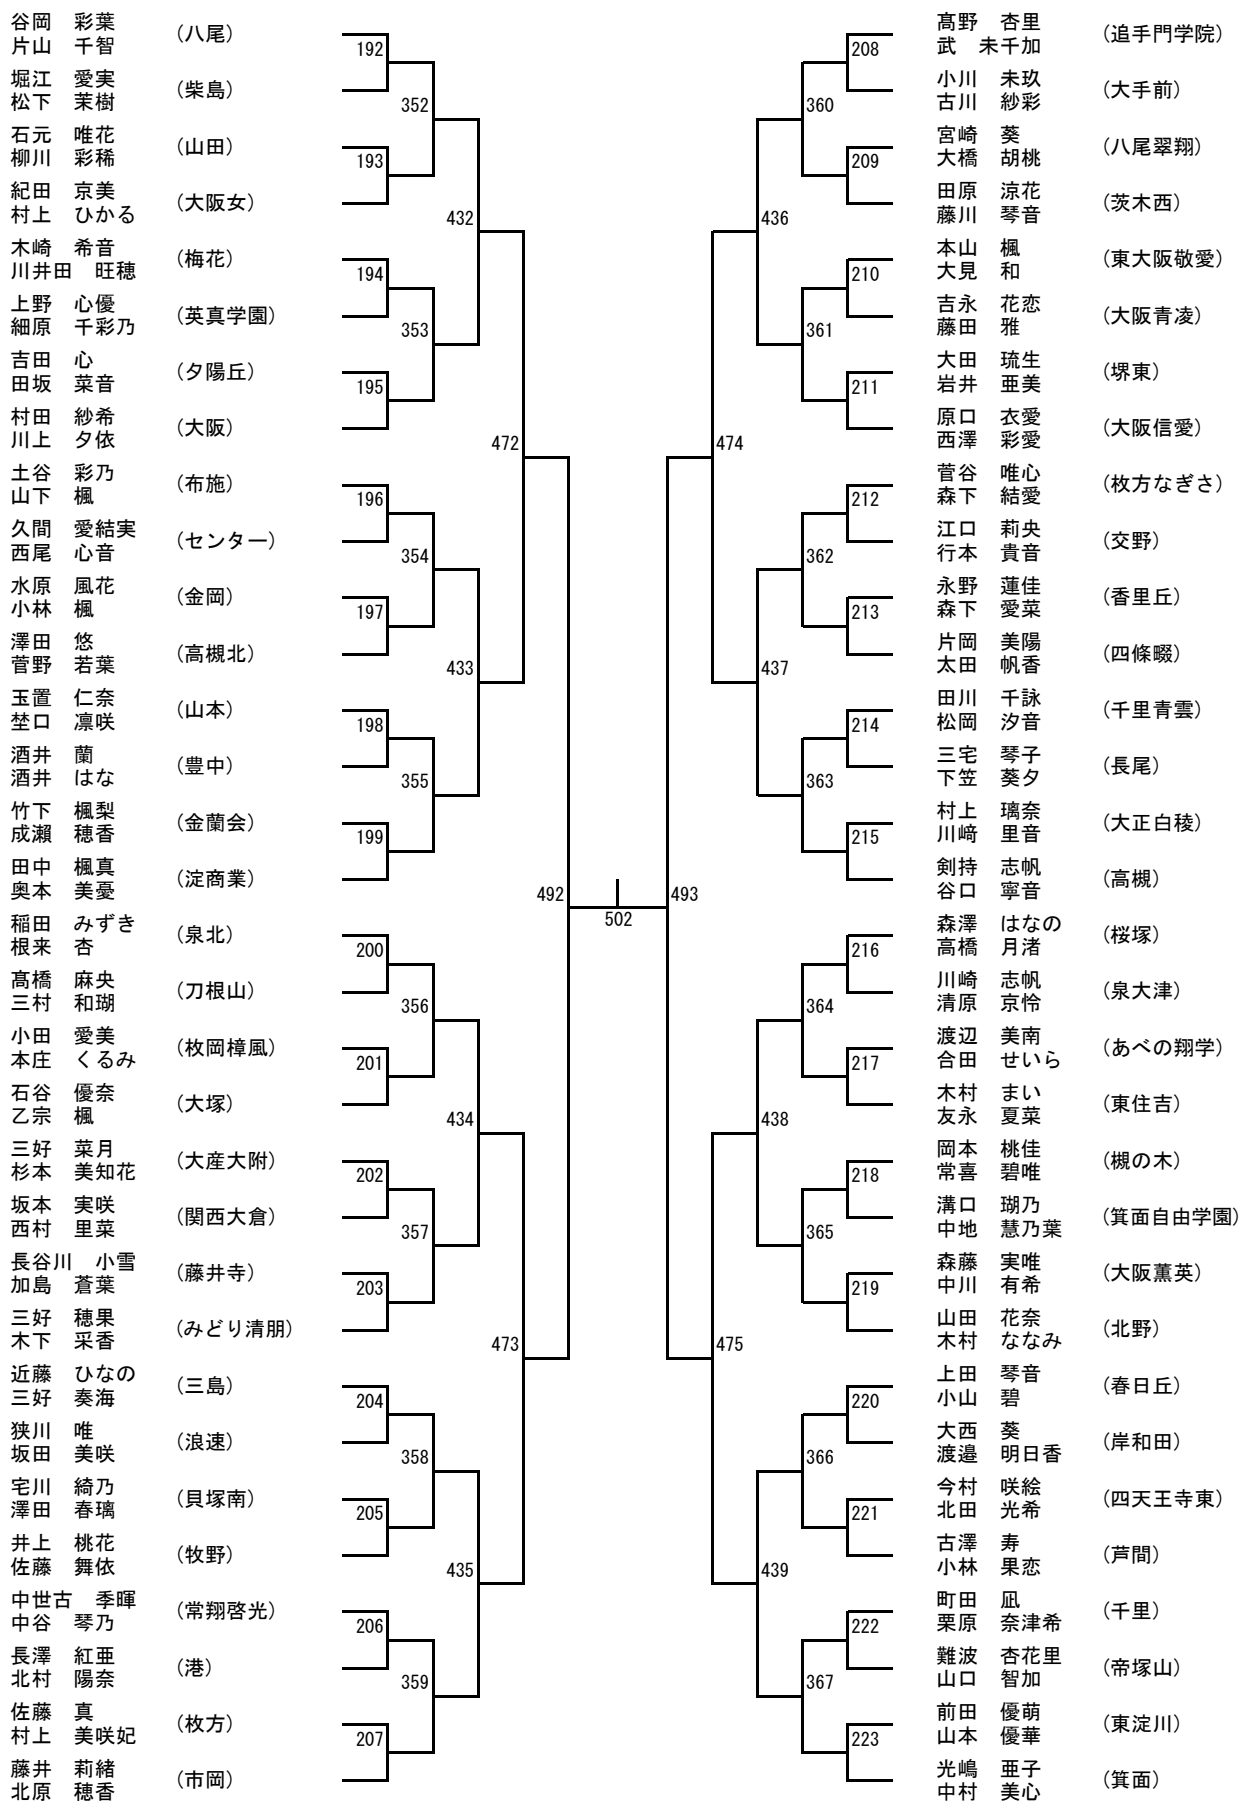 谷岡　彩葉
片山　千智
（八尾）
堀江　愛実
松下　茉樹
（柴島）
石元　唯花
柳川　彩稀
（山田）
紀田　京美
村上　ひかる
（大阪女）
木崎　希音
川井田　旺穂
（梅花）
上野　心優
細原　千彩乃
（英真学園）
吉田　心
田坂　菜音
（夕陽丘）
村田　紗希
川上　夕依
（大阪）
土谷　彩乃
山下　楓
（布施）
久間　愛結実
西尾　心音
（センター）
水原　風花
小林　楓
（金岡）
澤田　悠
菅野　若葉
（高槻北）
玉置　仁奈
埜口　凛咲
（山本）
酒井　蘭
酒井　はな
（豊中）
竹下　楓梨
成瀬　穂香
（金蘭会）
田中　楓真
奥本　美憂
（淀商業）
稲田　みずき
根来　杏
（泉北）
髙橋　麻央
三村　和瑚
（刀根山）
小田　愛美
本庄　くるみ
（枚岡樟風）
石谷　優奈
乙宗　楓
（大塚）
三好　菜月
杉本　美知花
（大産大附）
坂本　実咲
西村　里菜
（関西大倉）
長谷川　小雪
加島　蒼葉
（藤井寺）
三好　穂果
木下　采香
（みどり清朋）
近藤　ひなの
三好　奏海
（三島）
狭川　唯
坂田　美咲
（浪速）
宅川　綺乃
澤田　春璃
（貝塚南）
井上　桃花
佐藤　舞依
（牧野）
中世古　季暉
中谷　琴乃
（常翔啓光）
長澤　紅亜
北村　陽奈
（港）
佐藤　真
村上　美咲妃
（枚方）
藤井　莉緒
北原　穂香
（市岡）
192
193
194
195
196
197
198
199
200
201
202
203
204
205
206
207
352
353
354
355
356
357
358
359
432
433
434
435
472
473
492
502
493
474
475
436
437
438
439
360
361
362
363
364
365
366
367
208
209
210
211
212
213
214
215
216
217
218
219
220
221
222
223
髙野　杏里
武　未千加
（追手門学院）
小川　未玖
古川　紗彩
（大手前）
宮崎　葵
大橋　胡桃
（八尾翠翔）
田原　涼花
藤川　琴音
（茨木西）
本山　楓
大見　和
（東大阪敬愛）
吉永　花恋
藤田　雅
（大阪青凌）
大田　琉生
岩井　亜美
（堺東）
原口　衣愛
西澤　彩愛
（大阪信愛）
菅谷　唯心
森下　結愛
（枚方なぎさ）
江口　莉央
行本　貴音
（交野）
永野　蓮佳
森下　愛菜
（香里丘）
片岡　美陽
太田　帆香
（四條畷）
田川　千詠
松岡　汐音
（千里青雲）
三宅　琴子
下笠　葵夕
（長尾）
村上　璃奈
川﨑　里音
（大正白稜）
剣持　志帆
谷口　寧音
（高槻）
森澤　はなの
高橋　月渚
（桜塚）
川崎　志帆
清原　京怜
（泉大津）
渡辺　美南
合田　せいら
（あべの翔学）
木村　まい
友永　夏菜
（東住吉）
岡本　桃佳
常喜　碧唯
（槻の木）
溝口　瑚乃
中地　慧乃葉
（箕面自由学園）
森藤　実唯
中川　有希
（大阪薫英）
山田　花奈
木村　ななみ
（北野）
上田　琴音
小山　碧
（春日丘）
大西　葵
渡邉　明日香
（岸和田）
今村　咲絵
北田　光希
（四天王寺東）
古澤　寿
小林　果恋
（芦間）
町田　凪
栗原　奈津希
（千里）
難波　杏花里
山口　智加
（帝塚山）
前田　優萌
山本　優華
（東淀川）
光嶋　亜子
中村　美心
（箕面）